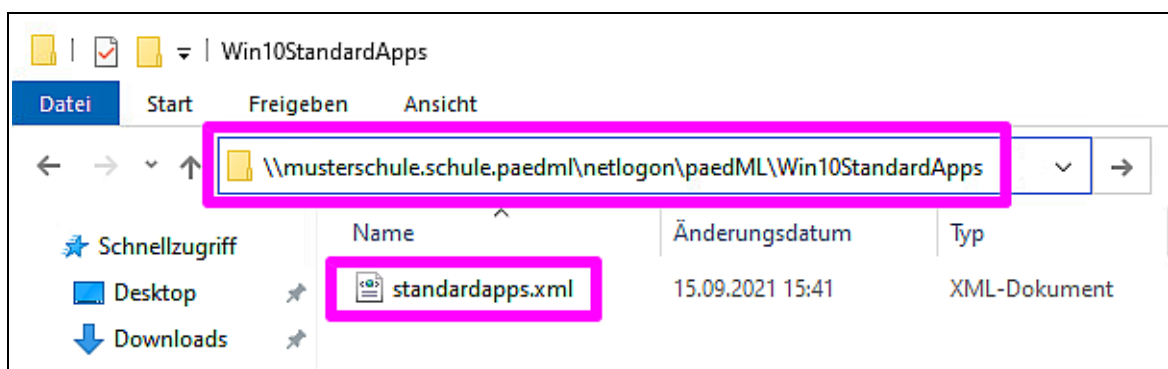 Win10StandardApps
Datei Start Freigeben Ansicht
\\musterschule.schule.paedml\netlogon\paedML\Win10StandardApps
Schnellzugriff
Desktop
Downloads
Name Änderungsdatum Typ
standardapps.xml 15.09.2021 15:41 XML-Dokument